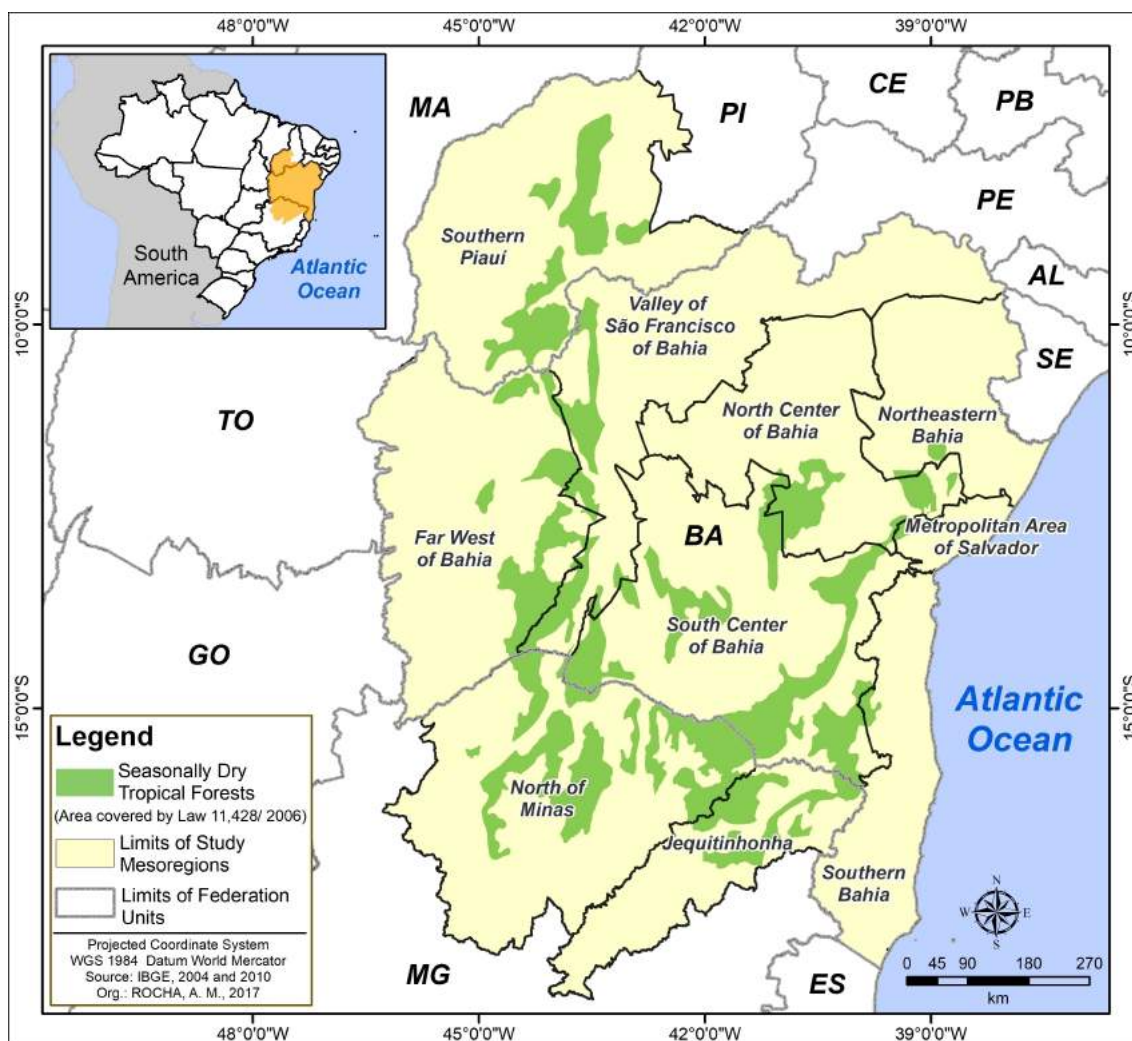 48°0'0"W 45°0'0"W 42°0'0"W 39°0'0"W
South
America
Atlantic
Ocean
MA
PI
CE
PB
PE
AL
SE
TO
GO
BA
MG
ES
10°0'0"S
10°0'0"S
15°0'0"S
15°0'0"S
Southern
Piauí
Valley of
São Francisco
of Bahia
North Center
of Bahia
Northeastern
Bahia
Far West
of Bahia
Metropolitan Area
of Salvador
South Center
of Bahia
North of
Minas
Jequitinhonha
Southern
Bahia
Atlantic
Ocean
Legend
Seasonally Dry
Tropical Forests
(Area covered by Law 11,428/ 2006)
Limits of Study
Mesoregions
Limits of Federation
Units
Projected Coordinate System
WGS 1984 Datum World Mercator
Source: IBGE, 2004 and 2010
Org.: ROCHA, A. M., 2017
N
W E
S
0 45 90 180 270
km
48°0'0"W 45°0'0"W 42°0'0"W 39°0'0"W